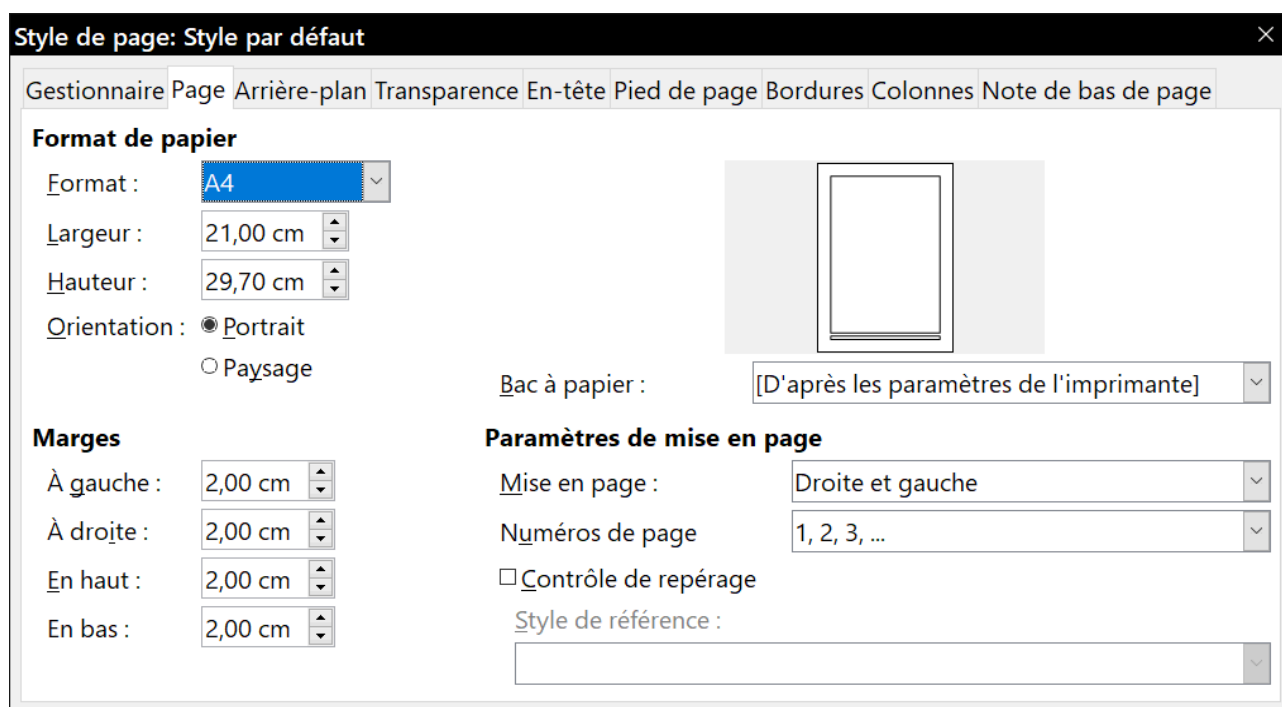 Style de page: Style par défaut
Gestionnaire Page Arrière-plan Transparence En-tête Pied de page Bordures Colonnes Note de bas de page
Format de papier
Format : A4
Largeur : 21,00 cm
Hauteur : 29,70 cm
Orientation : Portrait
Paysage
Bac à papier : [D'après les paramètres de l'imprimante]
Marges
À gauche : 2,00 cm
À droite : 2,00 cm
En haut : 2,00 cm
En bas : 2,00 cm
Paramètres de mise en page
Mise en page : Droite et gauche
Numéros de page 1, 2, 3, ...
Contrôle de repérage
Style de référence :